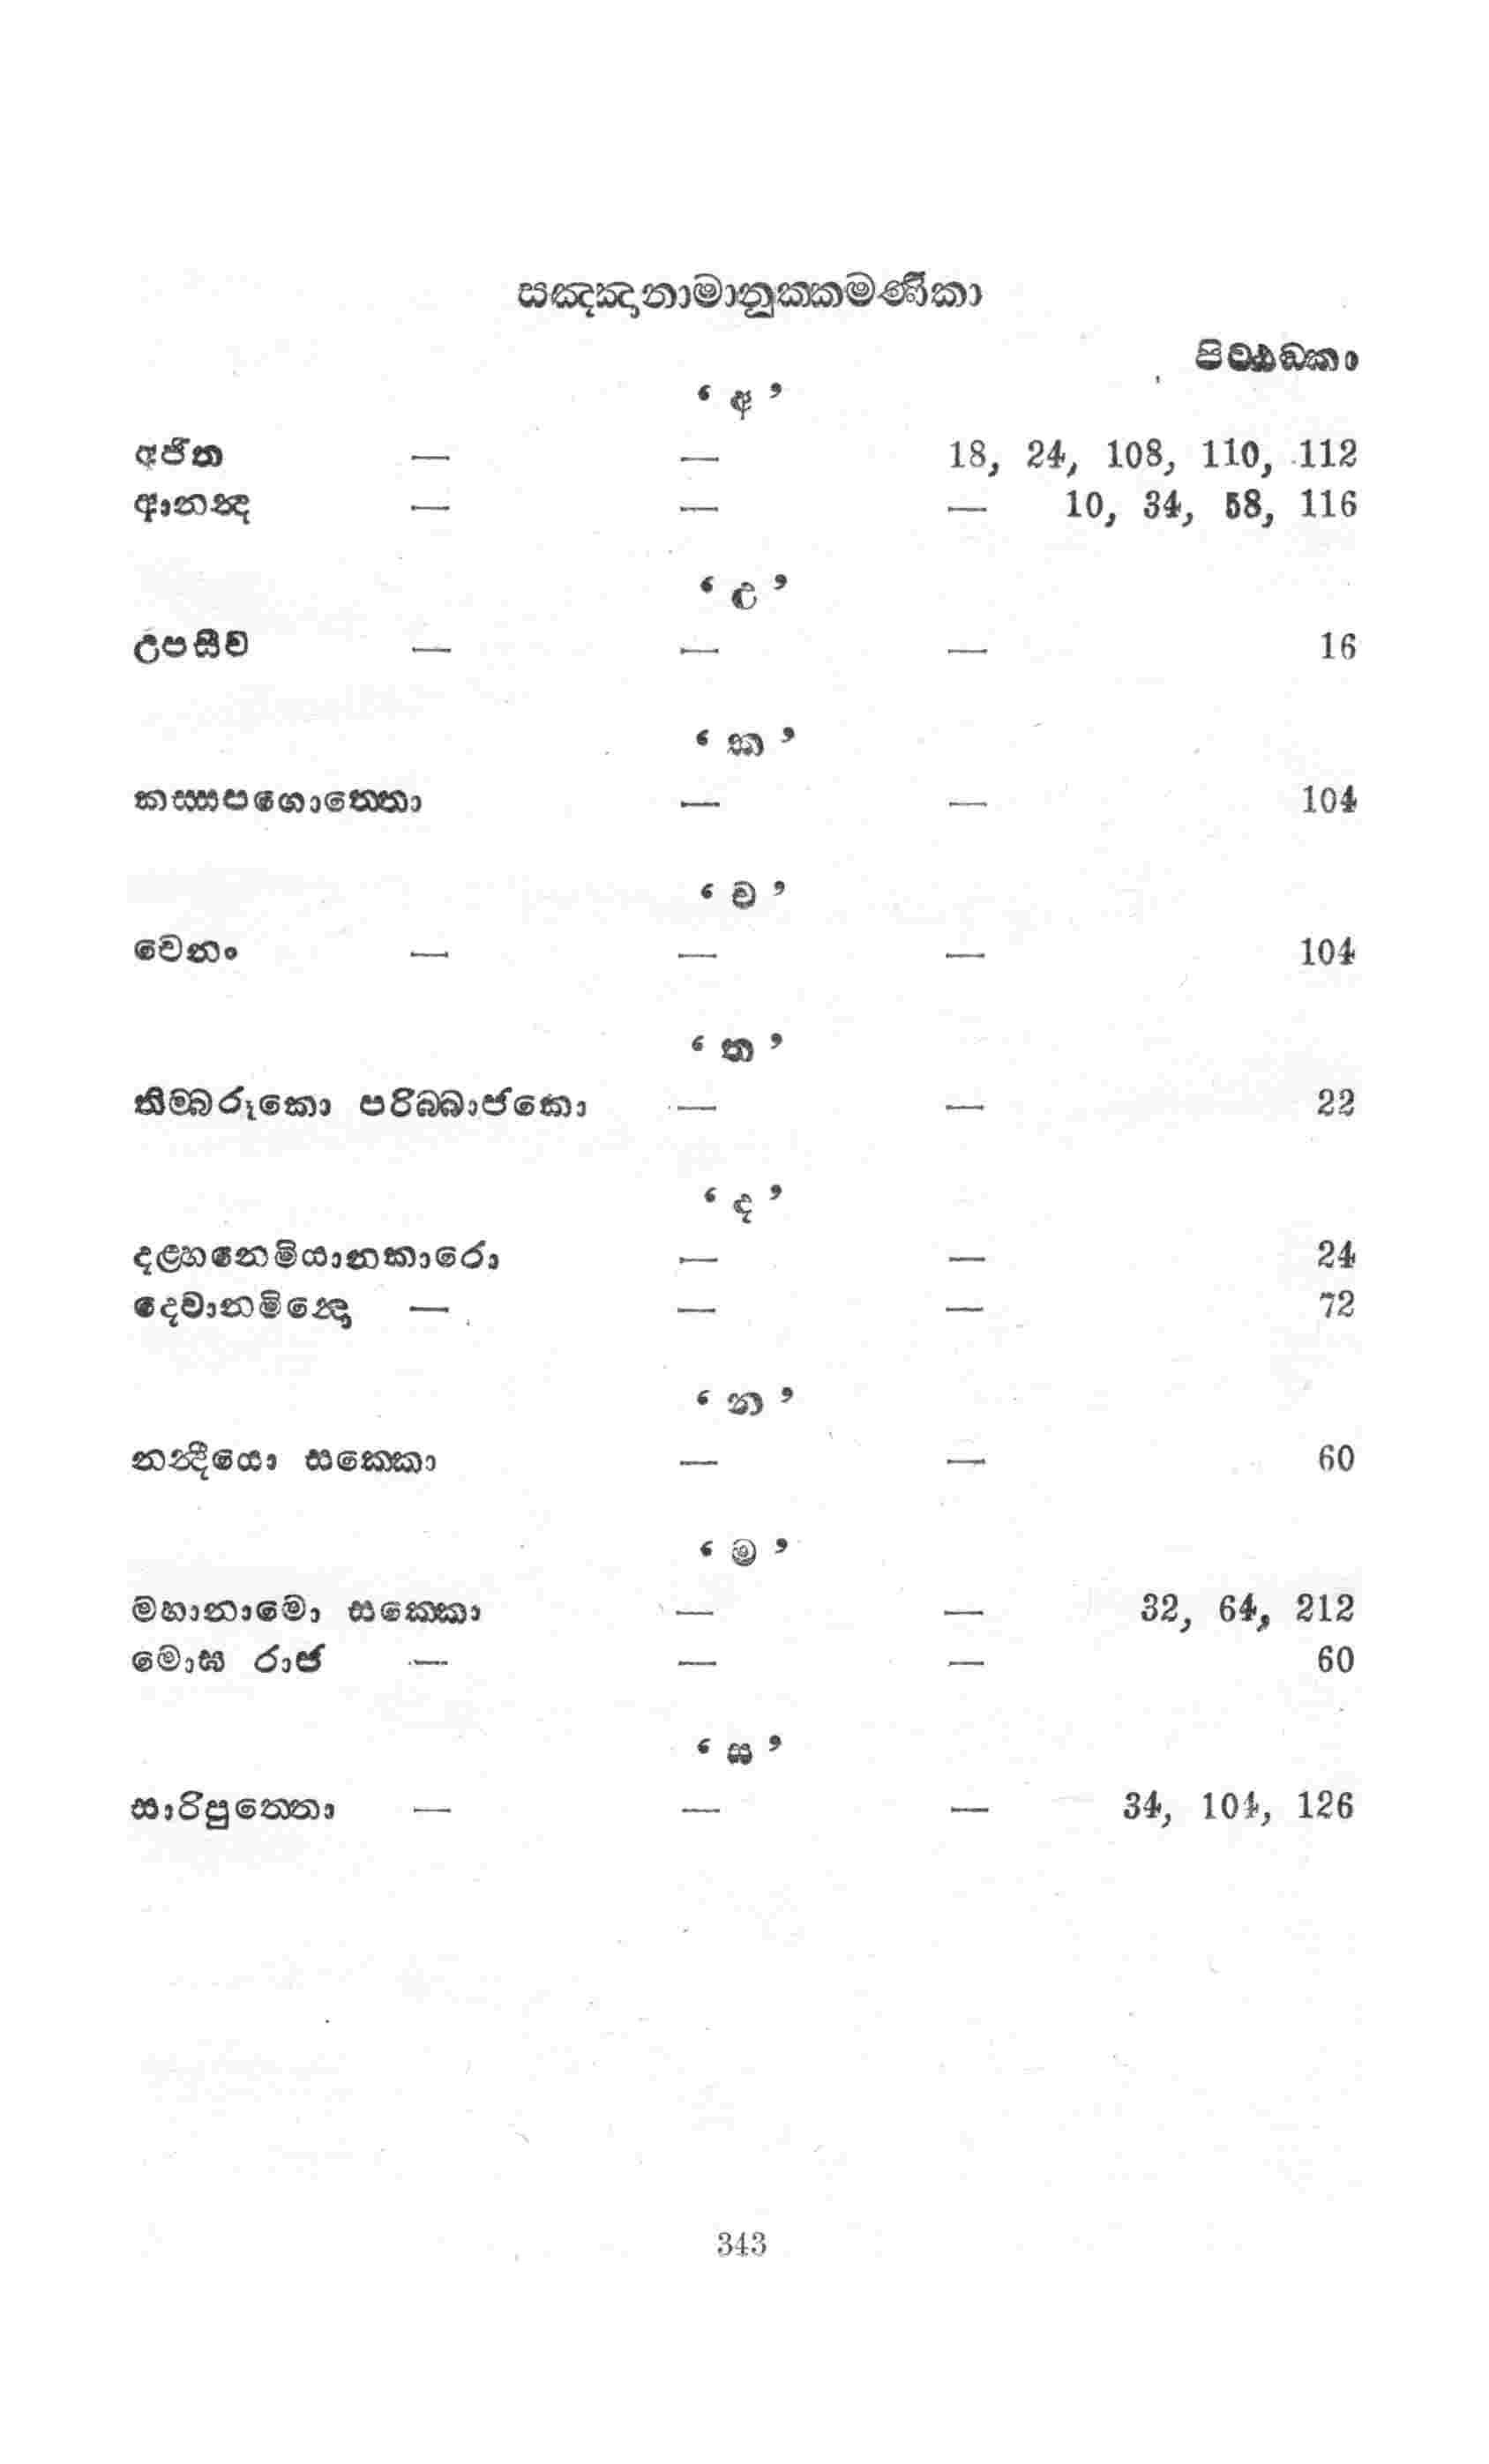 සඤ්ඤානාමානුක්කමණිකා
පිට්ඨඞ්කා
‘ අ ’
අජිත — — 18, 24, 108, 110, 112
ආනන්ද — — — 10, 34, 58, 116
‘ උ ’
උපසීව — — — 16
‘ ක ’
කස්සපගොත්තො — — 104
‘ ච ’
චෙතං — — — 104
‘ ත ’
තිම්බරුකො පරිබ්බාජකො — — 22
‘ ද ’
දළ්හනෙමියානකාරො — — 24
දෙවානමින්දො — — — 72
‘ න ’
නන්දියො සක්කො — — 60
‘ ම ’
මහානාමො සක්කො — — 32, 64, 212
මොඝ රාජ — — — 60
‘ ස ’
සාරිපුත්තො — — — 34, 104, 126
343